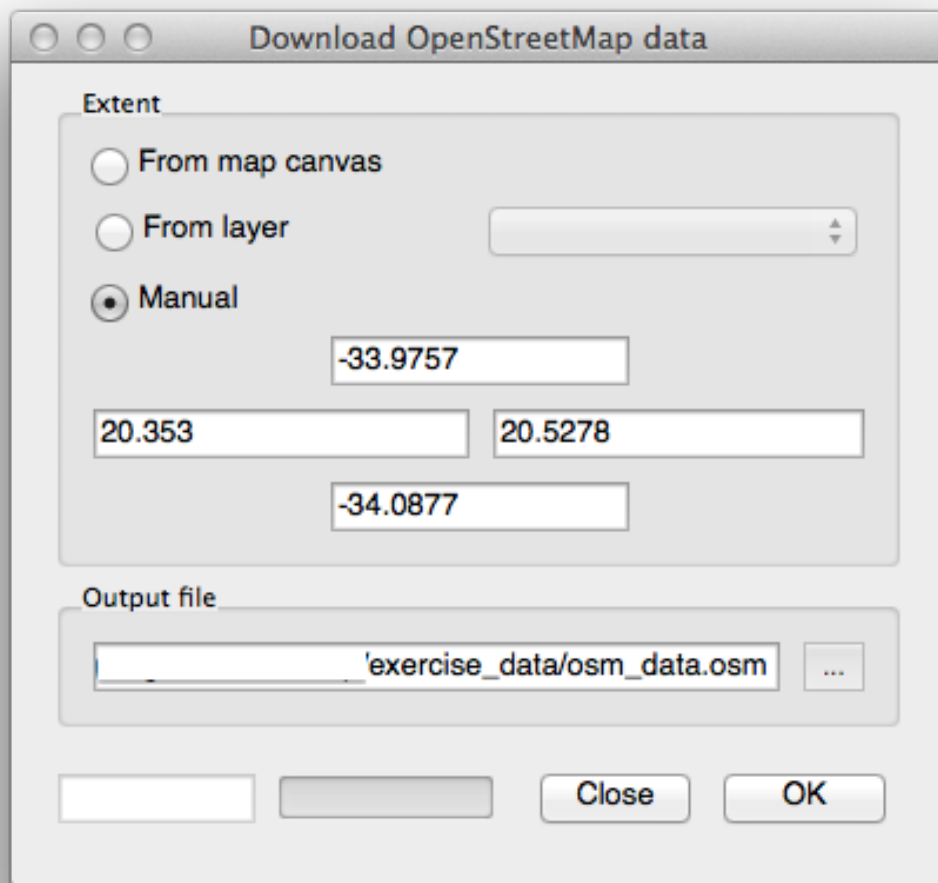 Download OpenStreetMap data
Extent
From map canvas
From layer
Manual
-33.9757
20.353 20.5278
-34.0877
Output file
/exercise_data/osm_data.osm ...
Close OK